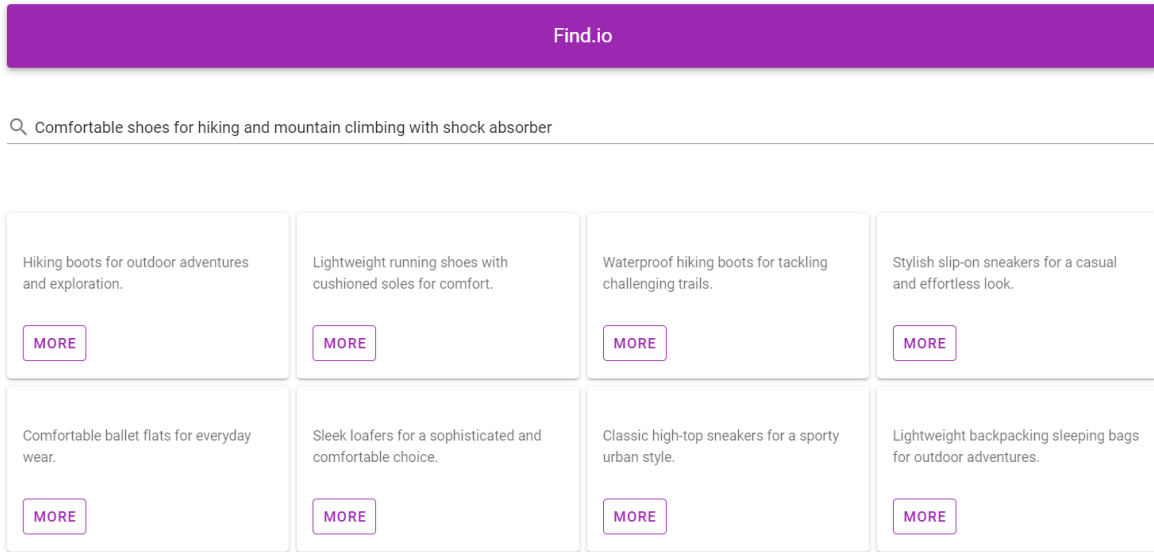 Find.io
Comfortable shoes for hiking and mountain climbing with shock absorber
Hiking boots for outdoor adventures
and exploration.
MORE
Lightweight running shoes with
cushioned soles for comfort.
MORE
Waterproof hiking boots for tackling
challenging trails.
MORE
Stylish slip-on sneakers for a casual
and effortless look.
MORE
Comfortable ballet flats for everyday
wear.
MORE
Sleek loafers for a sophisticated and
comfortable choice.
MORE
Classic high-top sneakers for a sporty
urban style.
MORE
Lightweight backpacking sleeping bags
for outdoor adventures.
MORE